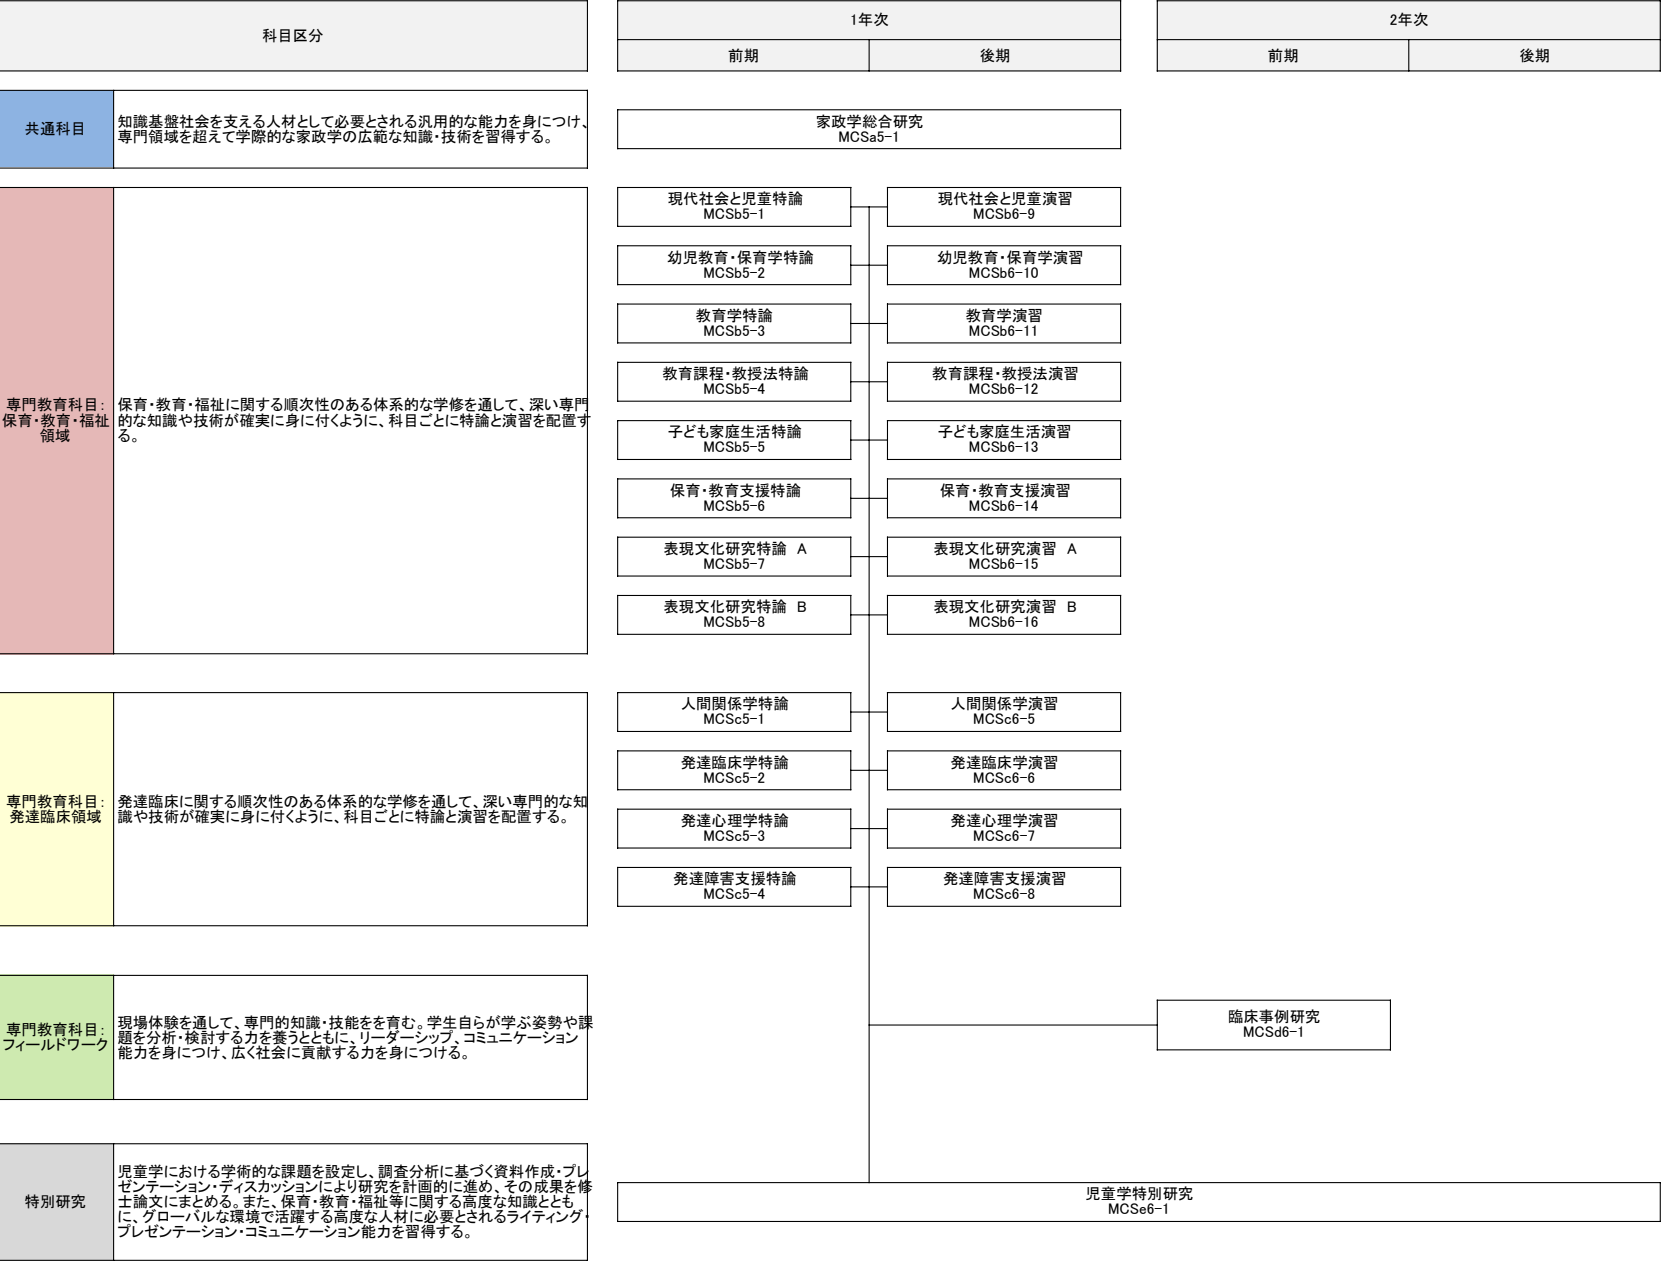 科目区分
1年次
2年次
前期
後期
前期
後期
共通科目
知識基盤社会を支える人材として必要とされる汎用的な能力を身につけ、
専門領域を超えて学際的な家政学の広範な知識・技術を習得する。
家政学総合研究
MCSa5-1
専門教育科目:
保育・教育・福祉
領域
保育・教育・福祉に関する順次性のある体系的な学修を通して、深い専門
的な知識や技術が確実に身に付くように、科目ごとに特論と演習を配置す
る。
現代社会と児童特論
MCSb5-1
現代社会と児童演習
MCSb6-9
幼児教育・保育学特論
MCSb5-2
幼児教育・保育学演習
MCSb6-10
教育学特論
MCSb5-3
教育学演習
MCSb6-11
教育課程・教授法特論
MCSb5-4
教育課程・教授法演習
MCSb6-12
子ども家庭生活特論
MCSb5-5
子ども家庭生活演習
MCSb6-13
保育・教育支援特論
MCSb5-6
保育・教育支援演習
MCSb6-14
表現文化研究特論 A
MCSb5-7
表現文化研究演習 A
MCSb6-15
表現文化研究特論 B
MCSb5-8
表現文化研究演習 B
MCSb6-16
専門教育科目:
発達臨床領域
発達臨床に関する順次性のある体系的な学修を通して、深い専門的な知
識や技術が確実に身に付くように、科目ごとに特論と演習を配置する。
人間関係学特論
MCSc5-1
人間関係学演習
MCSc6-5
発達臨床学特論
MCSc5-2
発達臨床学演習
MCSc6-6
発達心理学特論
MCSc5-3
発達心理学演習
MCSc6-7
発達障害支援特論
MCSc5-4
発達障害支援演習
MCSc6-8
専門教育科目:
フィールドワーク
現場体験を通して、専門的知識・技能をを育む。学生自らが学ぶ姿勢や課
題を分析・検討する力を養うとともに、リーダーシップ、コミュニケーション
能力を身につけ、広く社会に貢献する力を身につける。
臨床事例研究
MCSd6-1
特別研究
児童学における学術的な課題を設定し、調査分析に基づく資料作成・プレ
ゼンテーション・ディスカッションにより研究を計画的に進め、その成果を修
士論文にまとめる。また、保育・教育・福祉等に関する高度な知識ととも
に、グローバルな環境で活躍する高度な人材に必要とされるライティング・
プレゼンテーション・コミュニケーション能力を習得する。
児童学特別研究
MCSe6-1